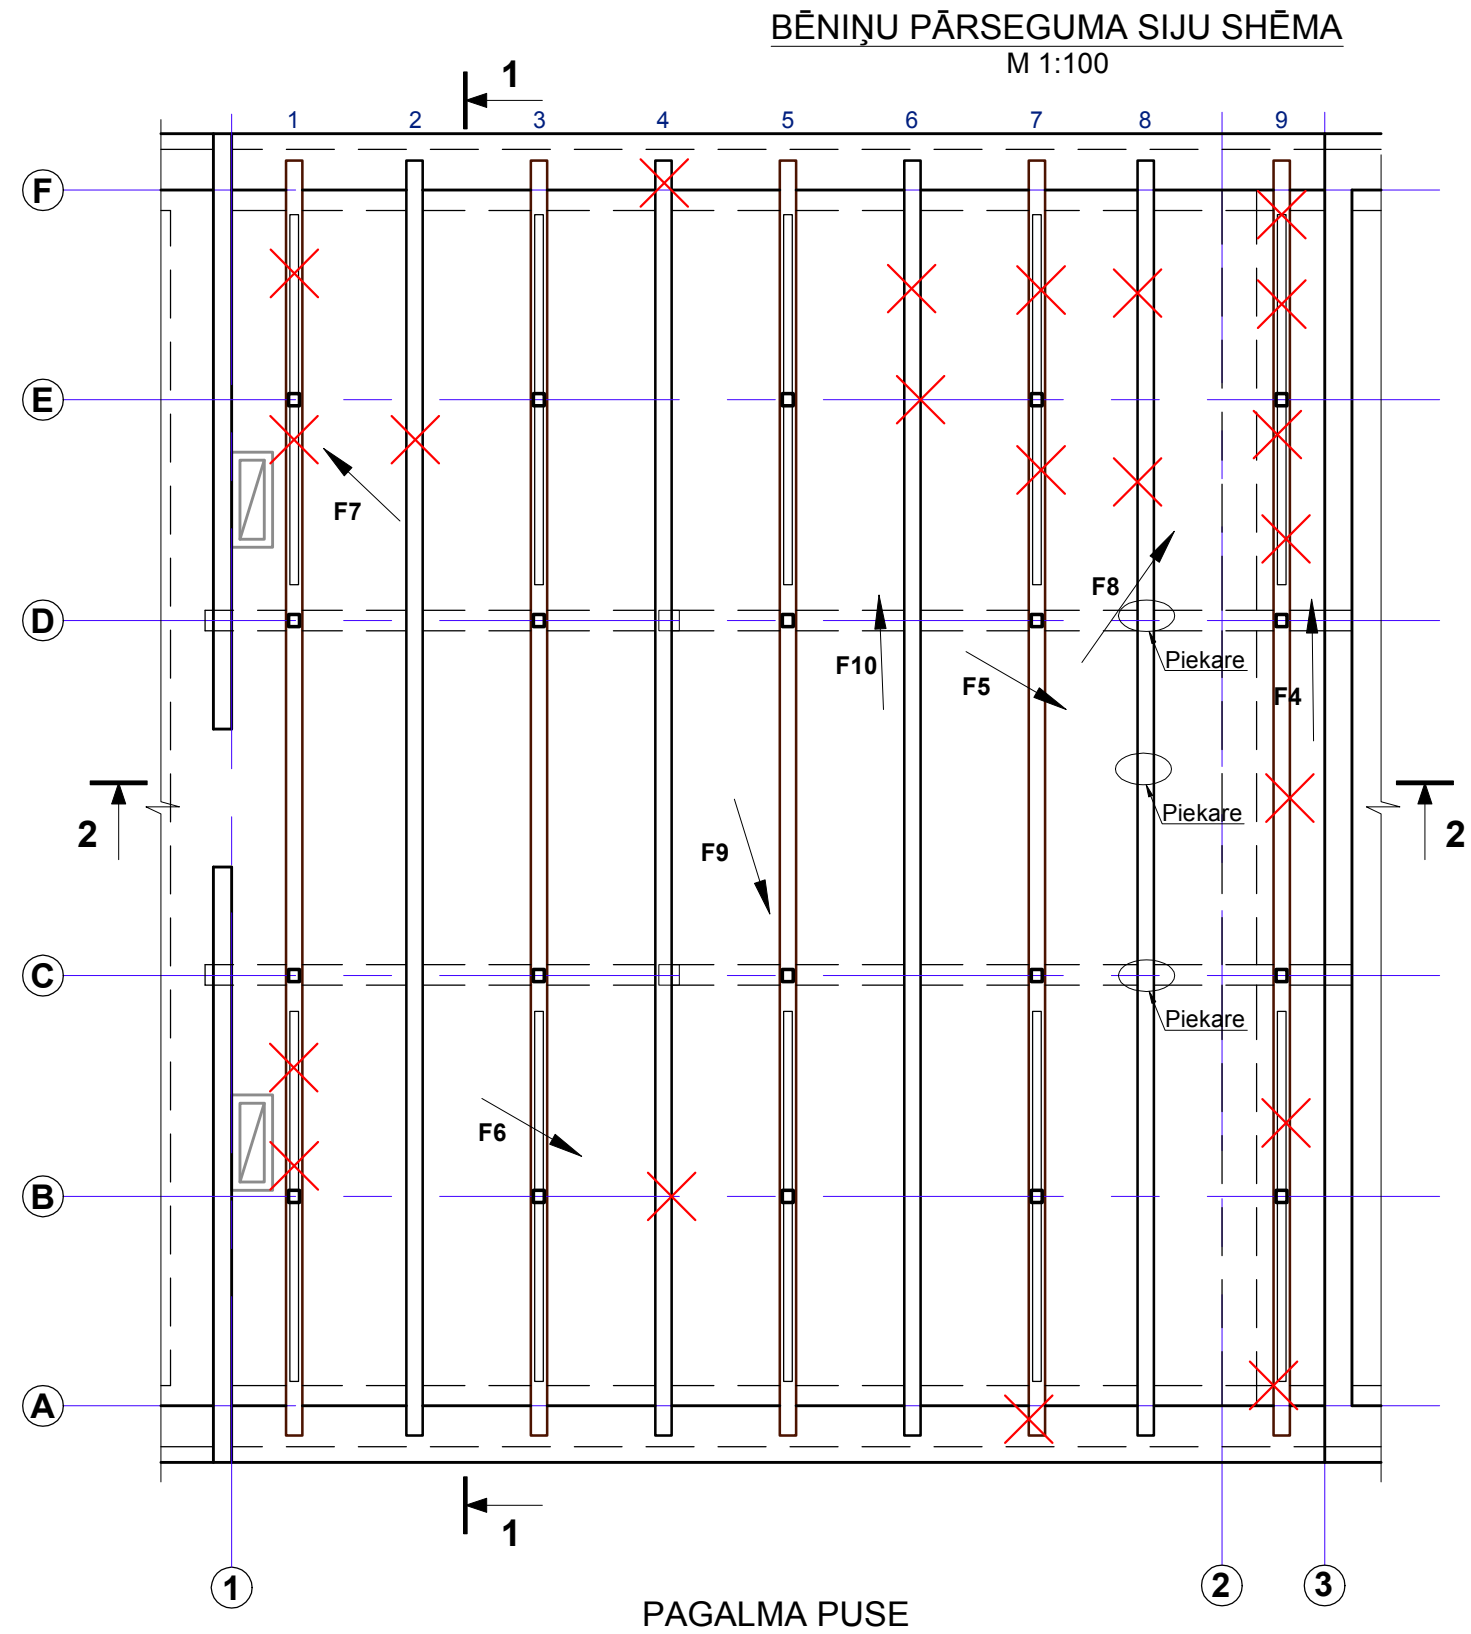 BĒNIŅU PĀRSEGUMA SIJU SHĒMA
M 1:100
1
1 2 3 4 5 6 7 8 9
F
E
F7
F8
D
Piekare
F10
F5
F4
2
Piekare
2
F9
C
Piekare
F6
B
A
1
1
2
3
PAGALMA PUSE